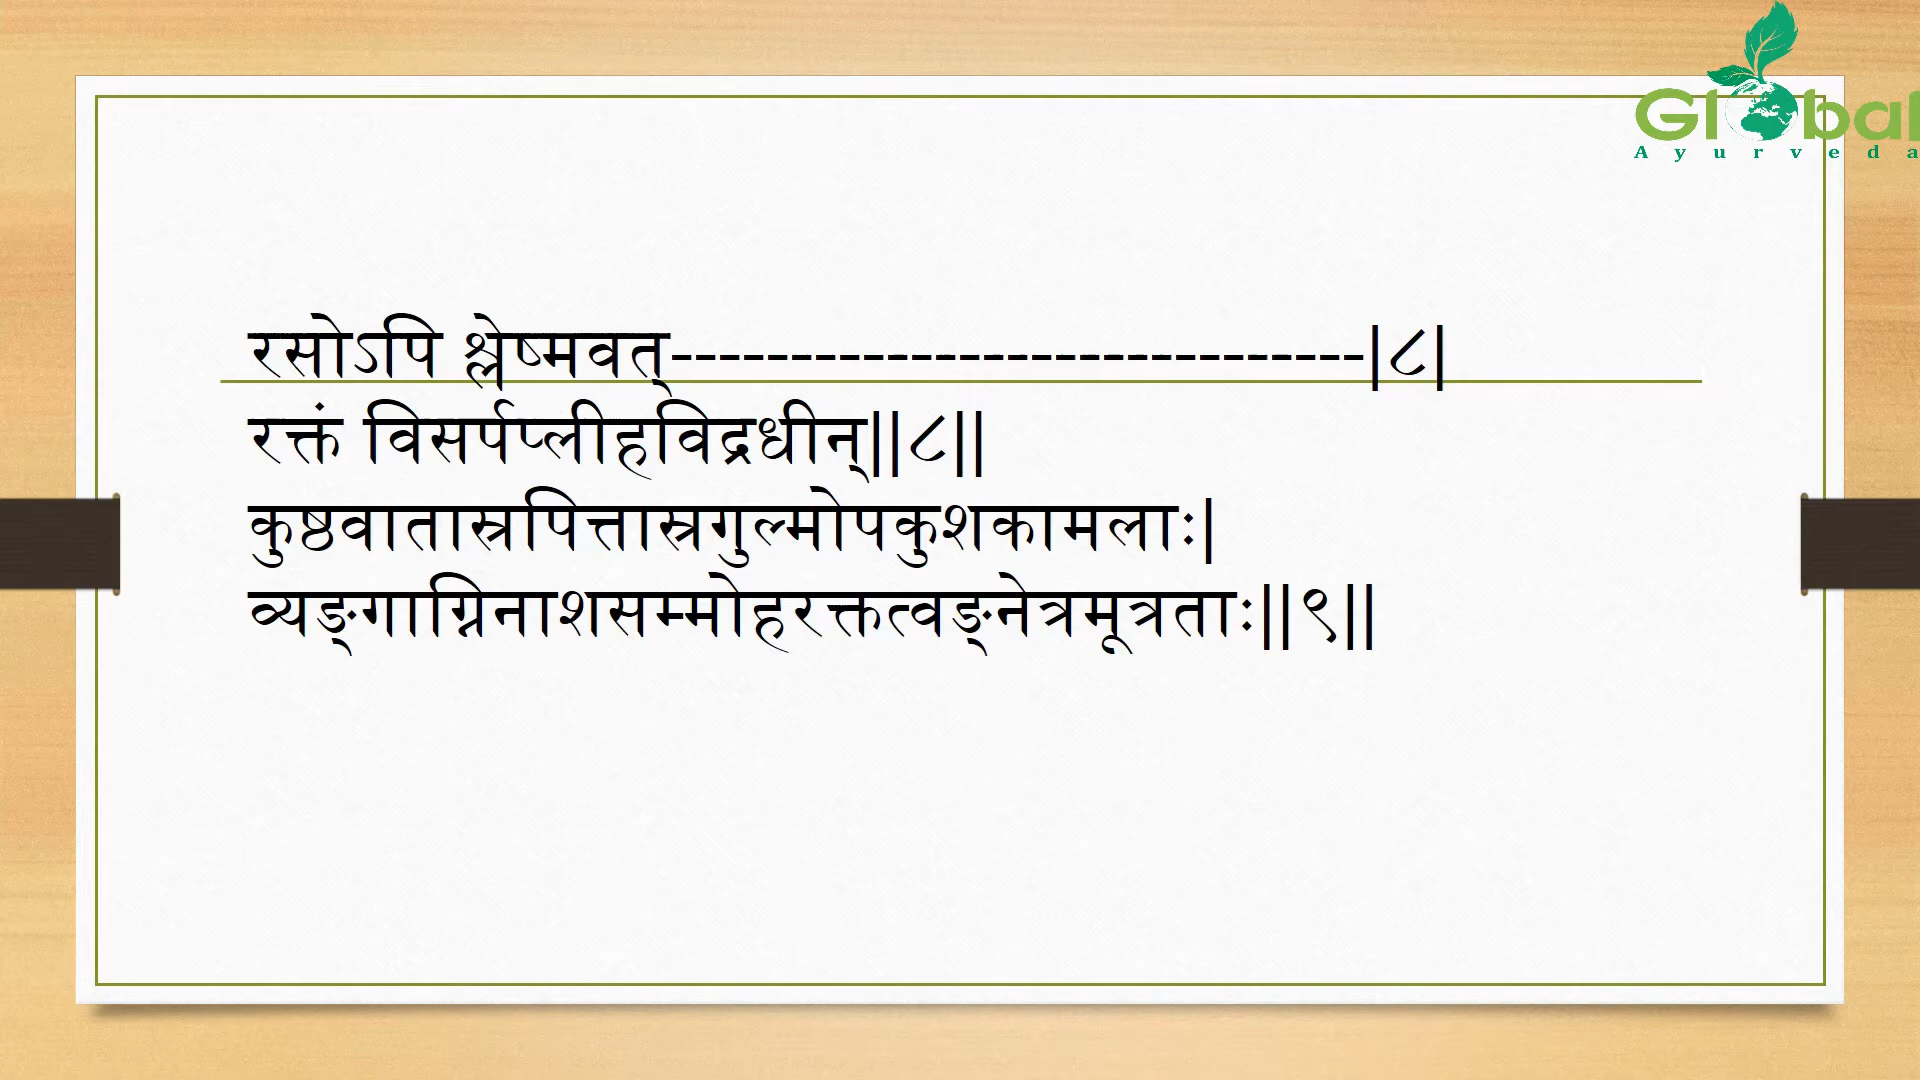 Global
Ayurveda
रसोऽपि श्लेष्मवत्-----------------------------|८|
रक्तं विसर्पप्लीहविद्रधीन्||८||
कुष्ठवातास्रपित्तास्रगुल्मोपकुशकामलाः|
व्यङ्गाग्निनाशसम्मोहरक्तत्वङ्नेत्रमूत्रताः||९||